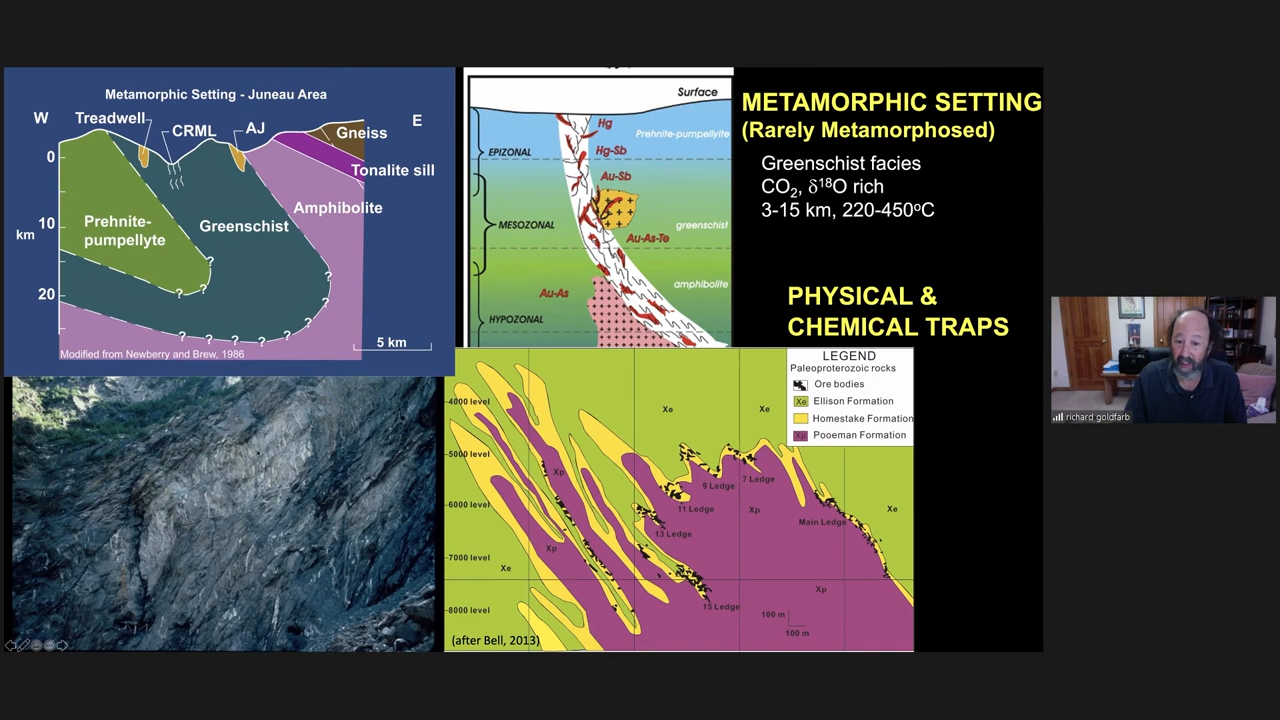 Metamorphic Setting - Juneau Area
W
Treadwell
CRML
AJ
E
Gneiss
Tonalite sill
Amphibolite
Greenschist
Prehnite-
pumpellyte
0
10
km
20
? ? ? ? ? ? ? ? ? ?
5 km
Modified from Newberry and Brew, 1986
Surface
Hg
Prehnite-pumpellyite
EPIZONAL
Hg-Sb
Au-Sb
MESOZONAL
greenschist
Au-As-Te
amphibolite
Au-As
HYPOZONAL
METAMORPHIC SETTING
(Rarely Metamorphosed)
Greenschist facies
CO₂, δ¹⁸O rich
3-15 km, 220-450ºC
PHYSICAL &
CHEMICAL TRAPS
LEGEND
Paleoproterozoic rocks
Ore bodies
Xe Ellison Formation
Homestake Formation
Xp Pooeman Formation
4000 level
5000 level
6000 level
7000 level
8000 level
Xe
Xe
Xp
9 Ledge
7 Ledge
11 Ledge
Xp
Main Ledge
Xe
13 Ledge
Xp
Xe
Xp
15 Ledge
100 m
100 m
(after Bell, 2013)
richard goldfarb